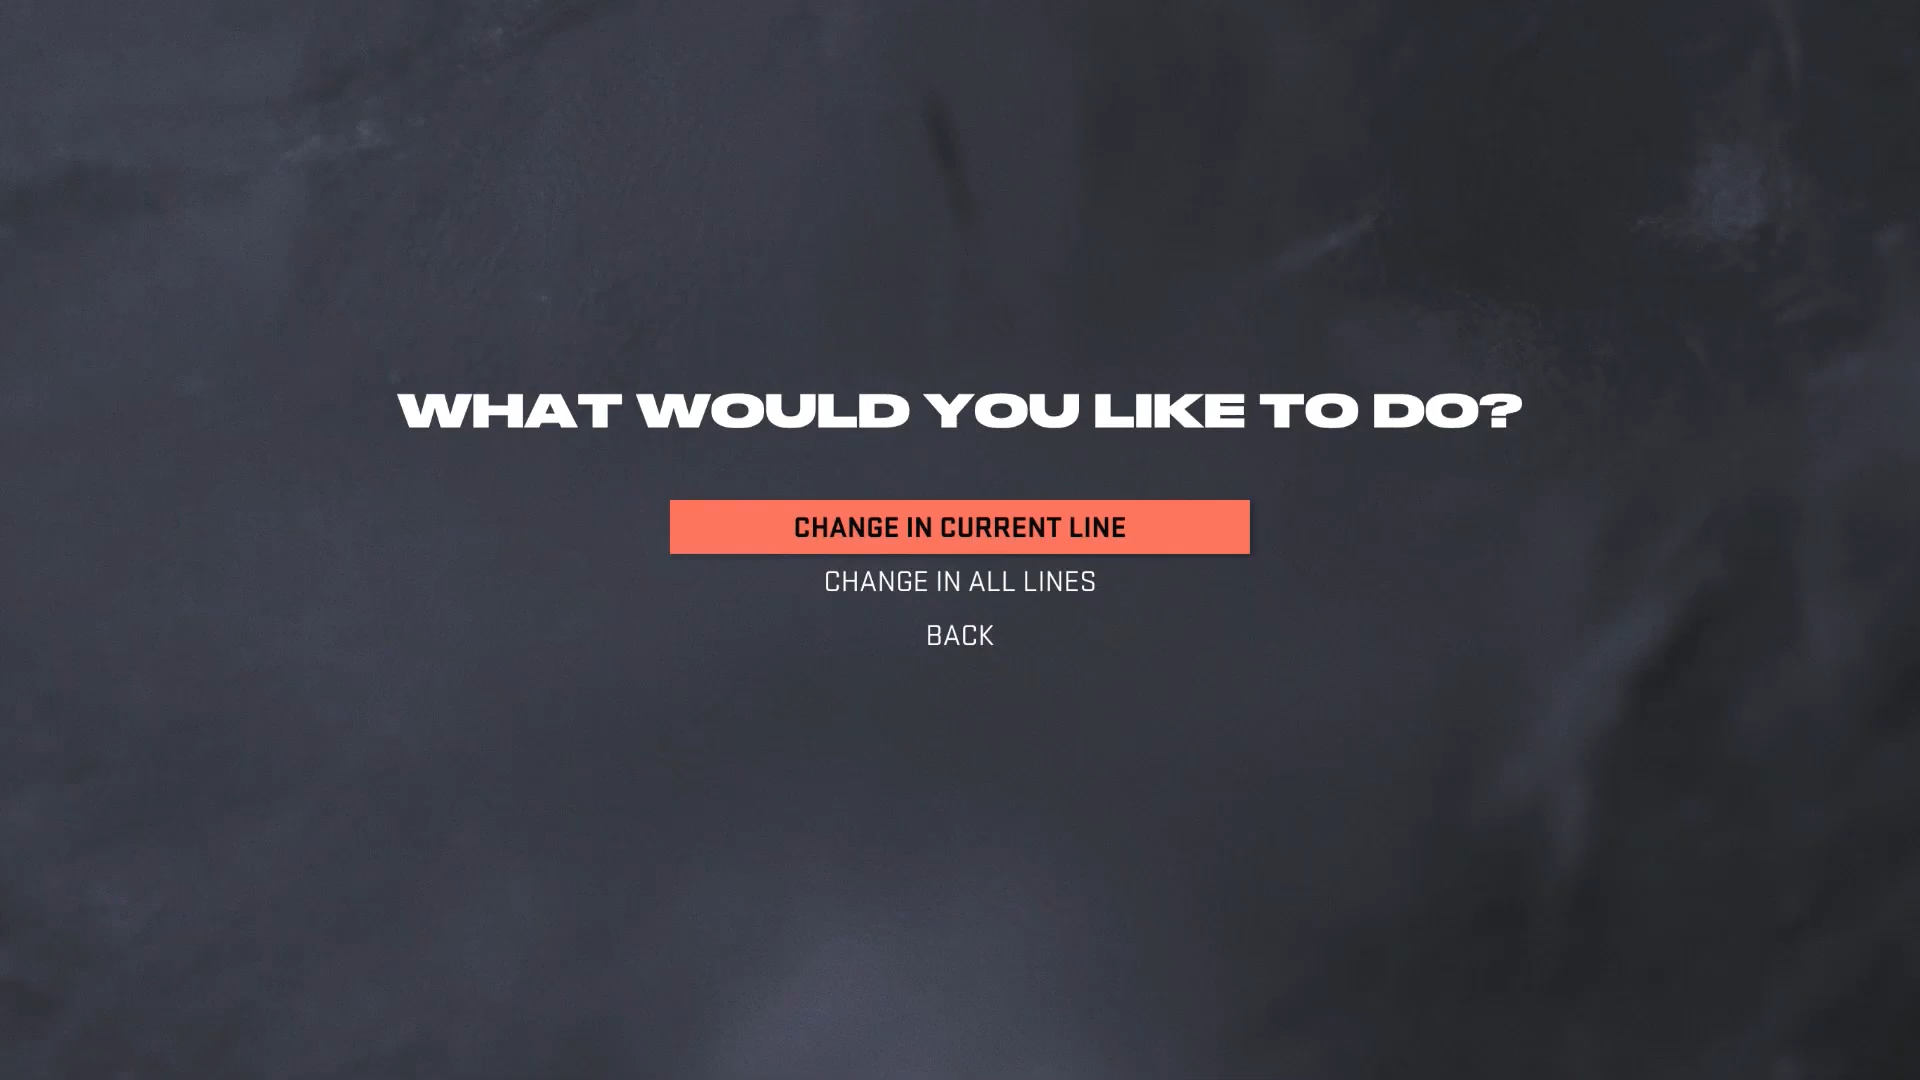 WHAT WOULD YOU LIKE TO DO?
CHANGE IN CURRENT LINE
CHANGE IN ALL LINES
BACK